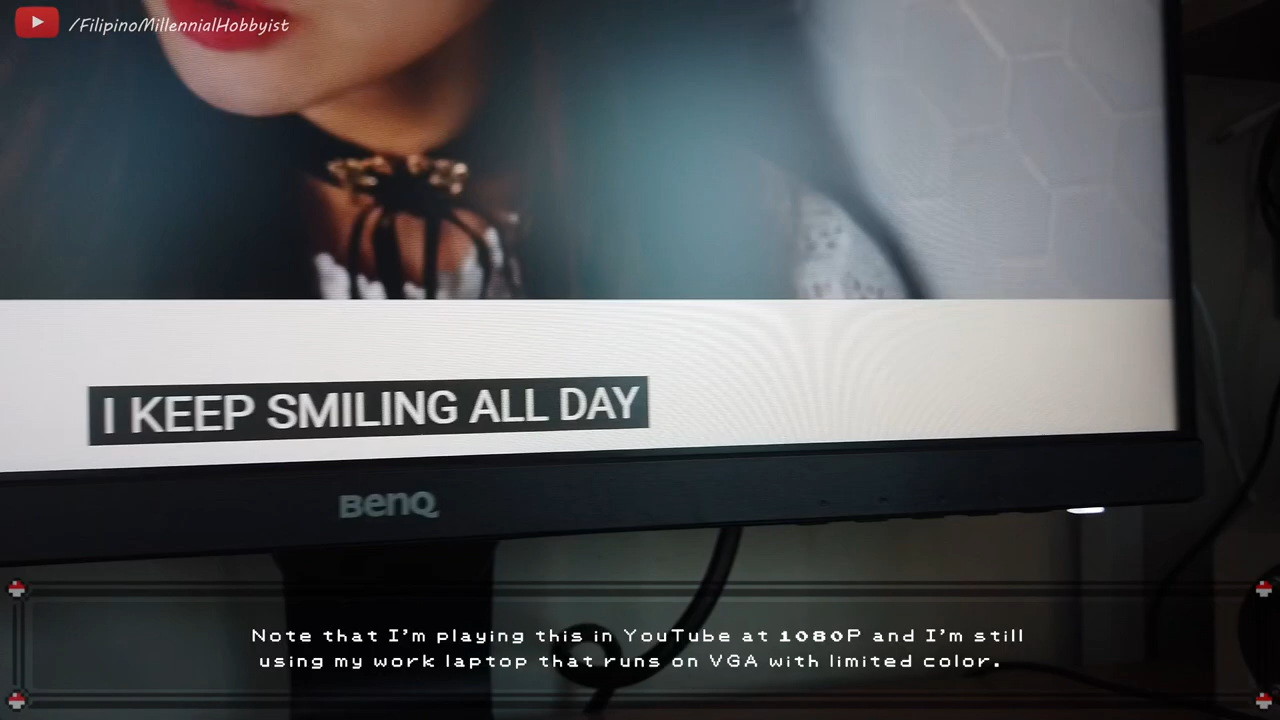 /FilipinoMillennialHobbyist
I KEEP SMILING ALL DAY
BenQ
Note that I'm playing this in YouTube at 1080P and I'm still
using my work laptop that runs on VGA with limited color.